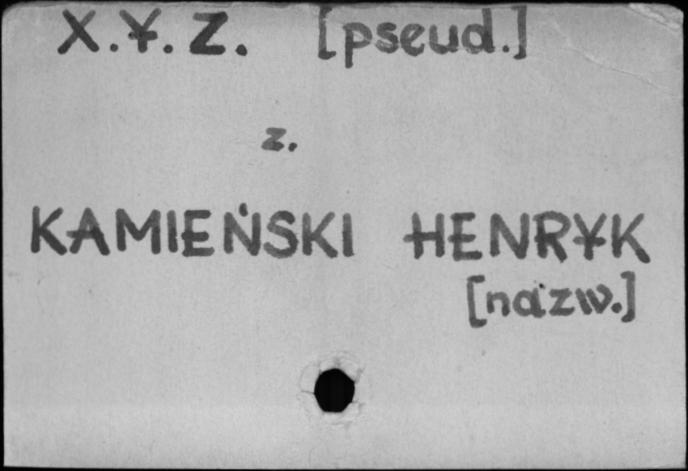 X.Y.Z. [pseud.]
z.
KAMIEŃSKI HENRYK
[nazw.]